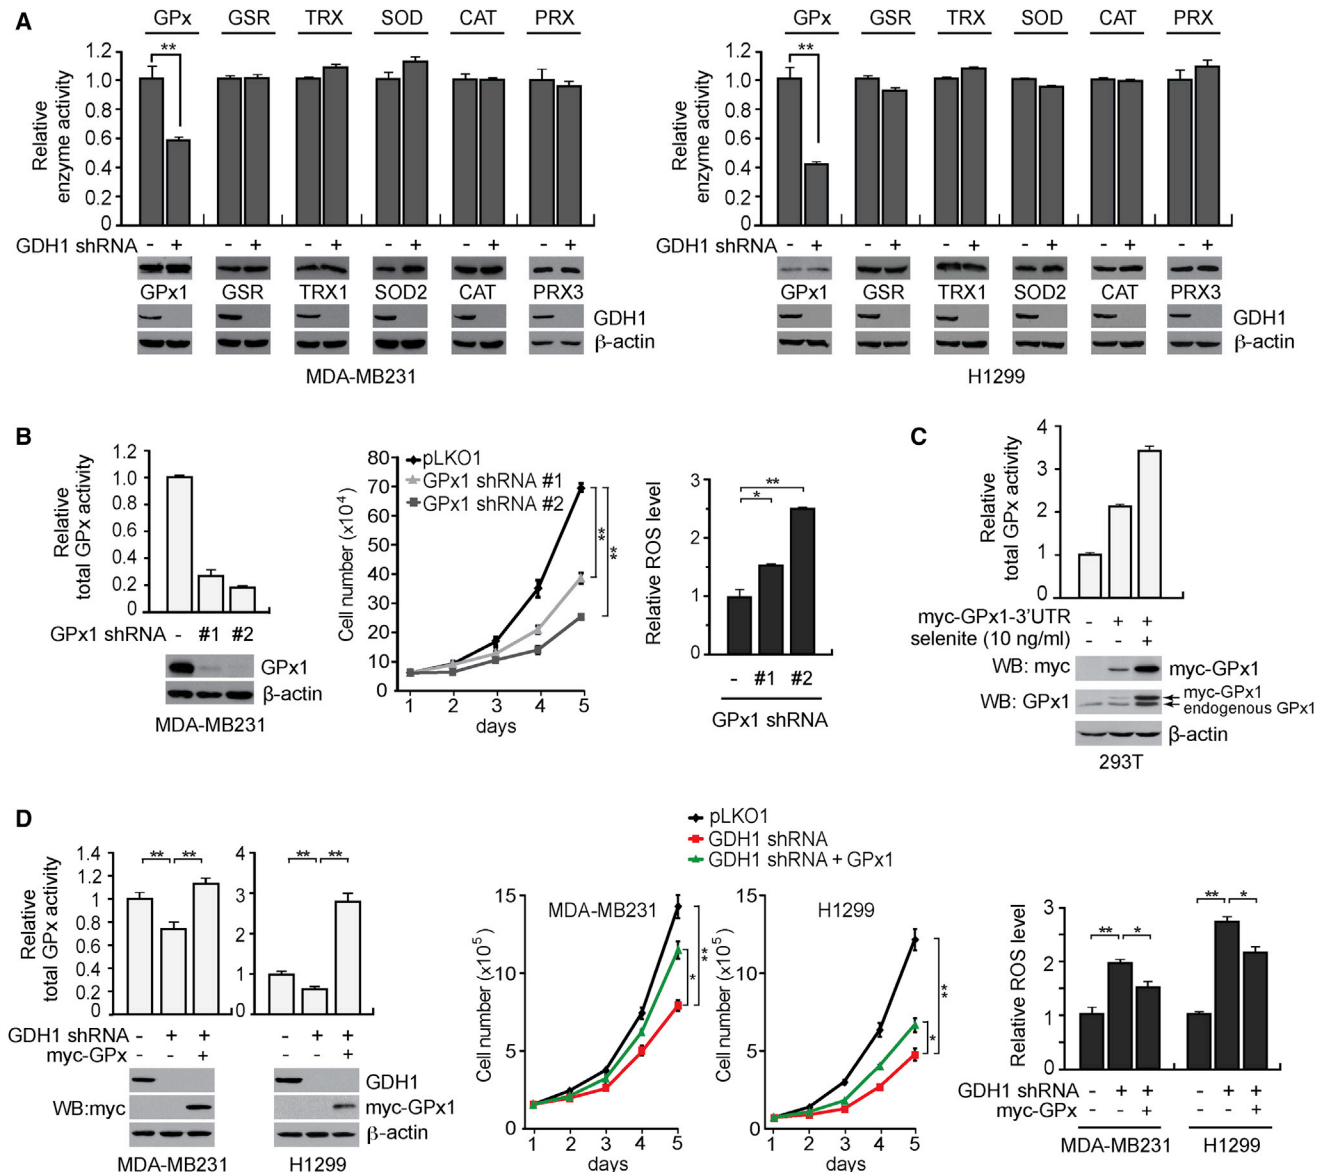 A
GPx GSR TRX SOD CAT PRX
**
Relative
enzyme activity
1.2
1.0
0.8
0.6
0.4
0.2
0
GDH1 shRNA - + - + - + - + - + - +
GPx1 GSR TRX1 SOD2 CAT PRX3
GDH1
β-actin
MDA-MB231
GPx GSR TRX SOD CAT PRX
**
Relative
enzyme activity
1.2
1.0
0.8
0.6
0.4
0.2
0
GDH1 shRNA - + - + - + - + - + - +
GPx1 GSR TRX1 SOD2 CAT PRX3
GDH1
β-actin
H1299
B
Relative
total GPx activity
1.2
1.0
0.8
0.6
0.4
0.2
0
GPx1 shRNA - #1 #2
GPx1
β-actin
MDA-MB231
Cell number (x10⁴)
80
70
60
50
40
30
20
10
0
pLKO1
GPx1 shRNA #1
GPx1 shRNA #2
**
**
1 2 3 4 5
days
Relative ROS level
3
2
1
0
**
*
- #1 #2
GPx1 shRNA
C
Relative
total GPx activity
4
3
2
1
0
myc-GPx1-3'UTR - + +
selenite (10 ng/ml) - - +
WB: myc
myc-GPx1
WB: GPx1
myc-GPx1
endogenous GPx1
β-actin
293T
D
Relative
total GPx activity
1.4
1.2
1.0
0.8
0.6
0.4
0.2
0
** **
4
3
2
1
0
** **
GDH1 shRNA - + + - + +
myc-GPx - - + - - +
GDH1
WB:myc
myc-GPx1
β-actin
MDA-MB231 H1299
pLKO1
GDH1 shRNA
GDH1 shRNA + GPx1
Cell number (x10⁵)
15
10
5
0
MDA-MB231
*
**
1 2 3 4 5
days
Cell number (x10⁵)
15
10
5
0
H1299
**
*
1 2 3 4 5
days
Relative ROS level
3
2
1
0
** *
** *
GDH1 shRNA - + + - + +
myc-GPx - - + - - +
MDA-MB231 H1299